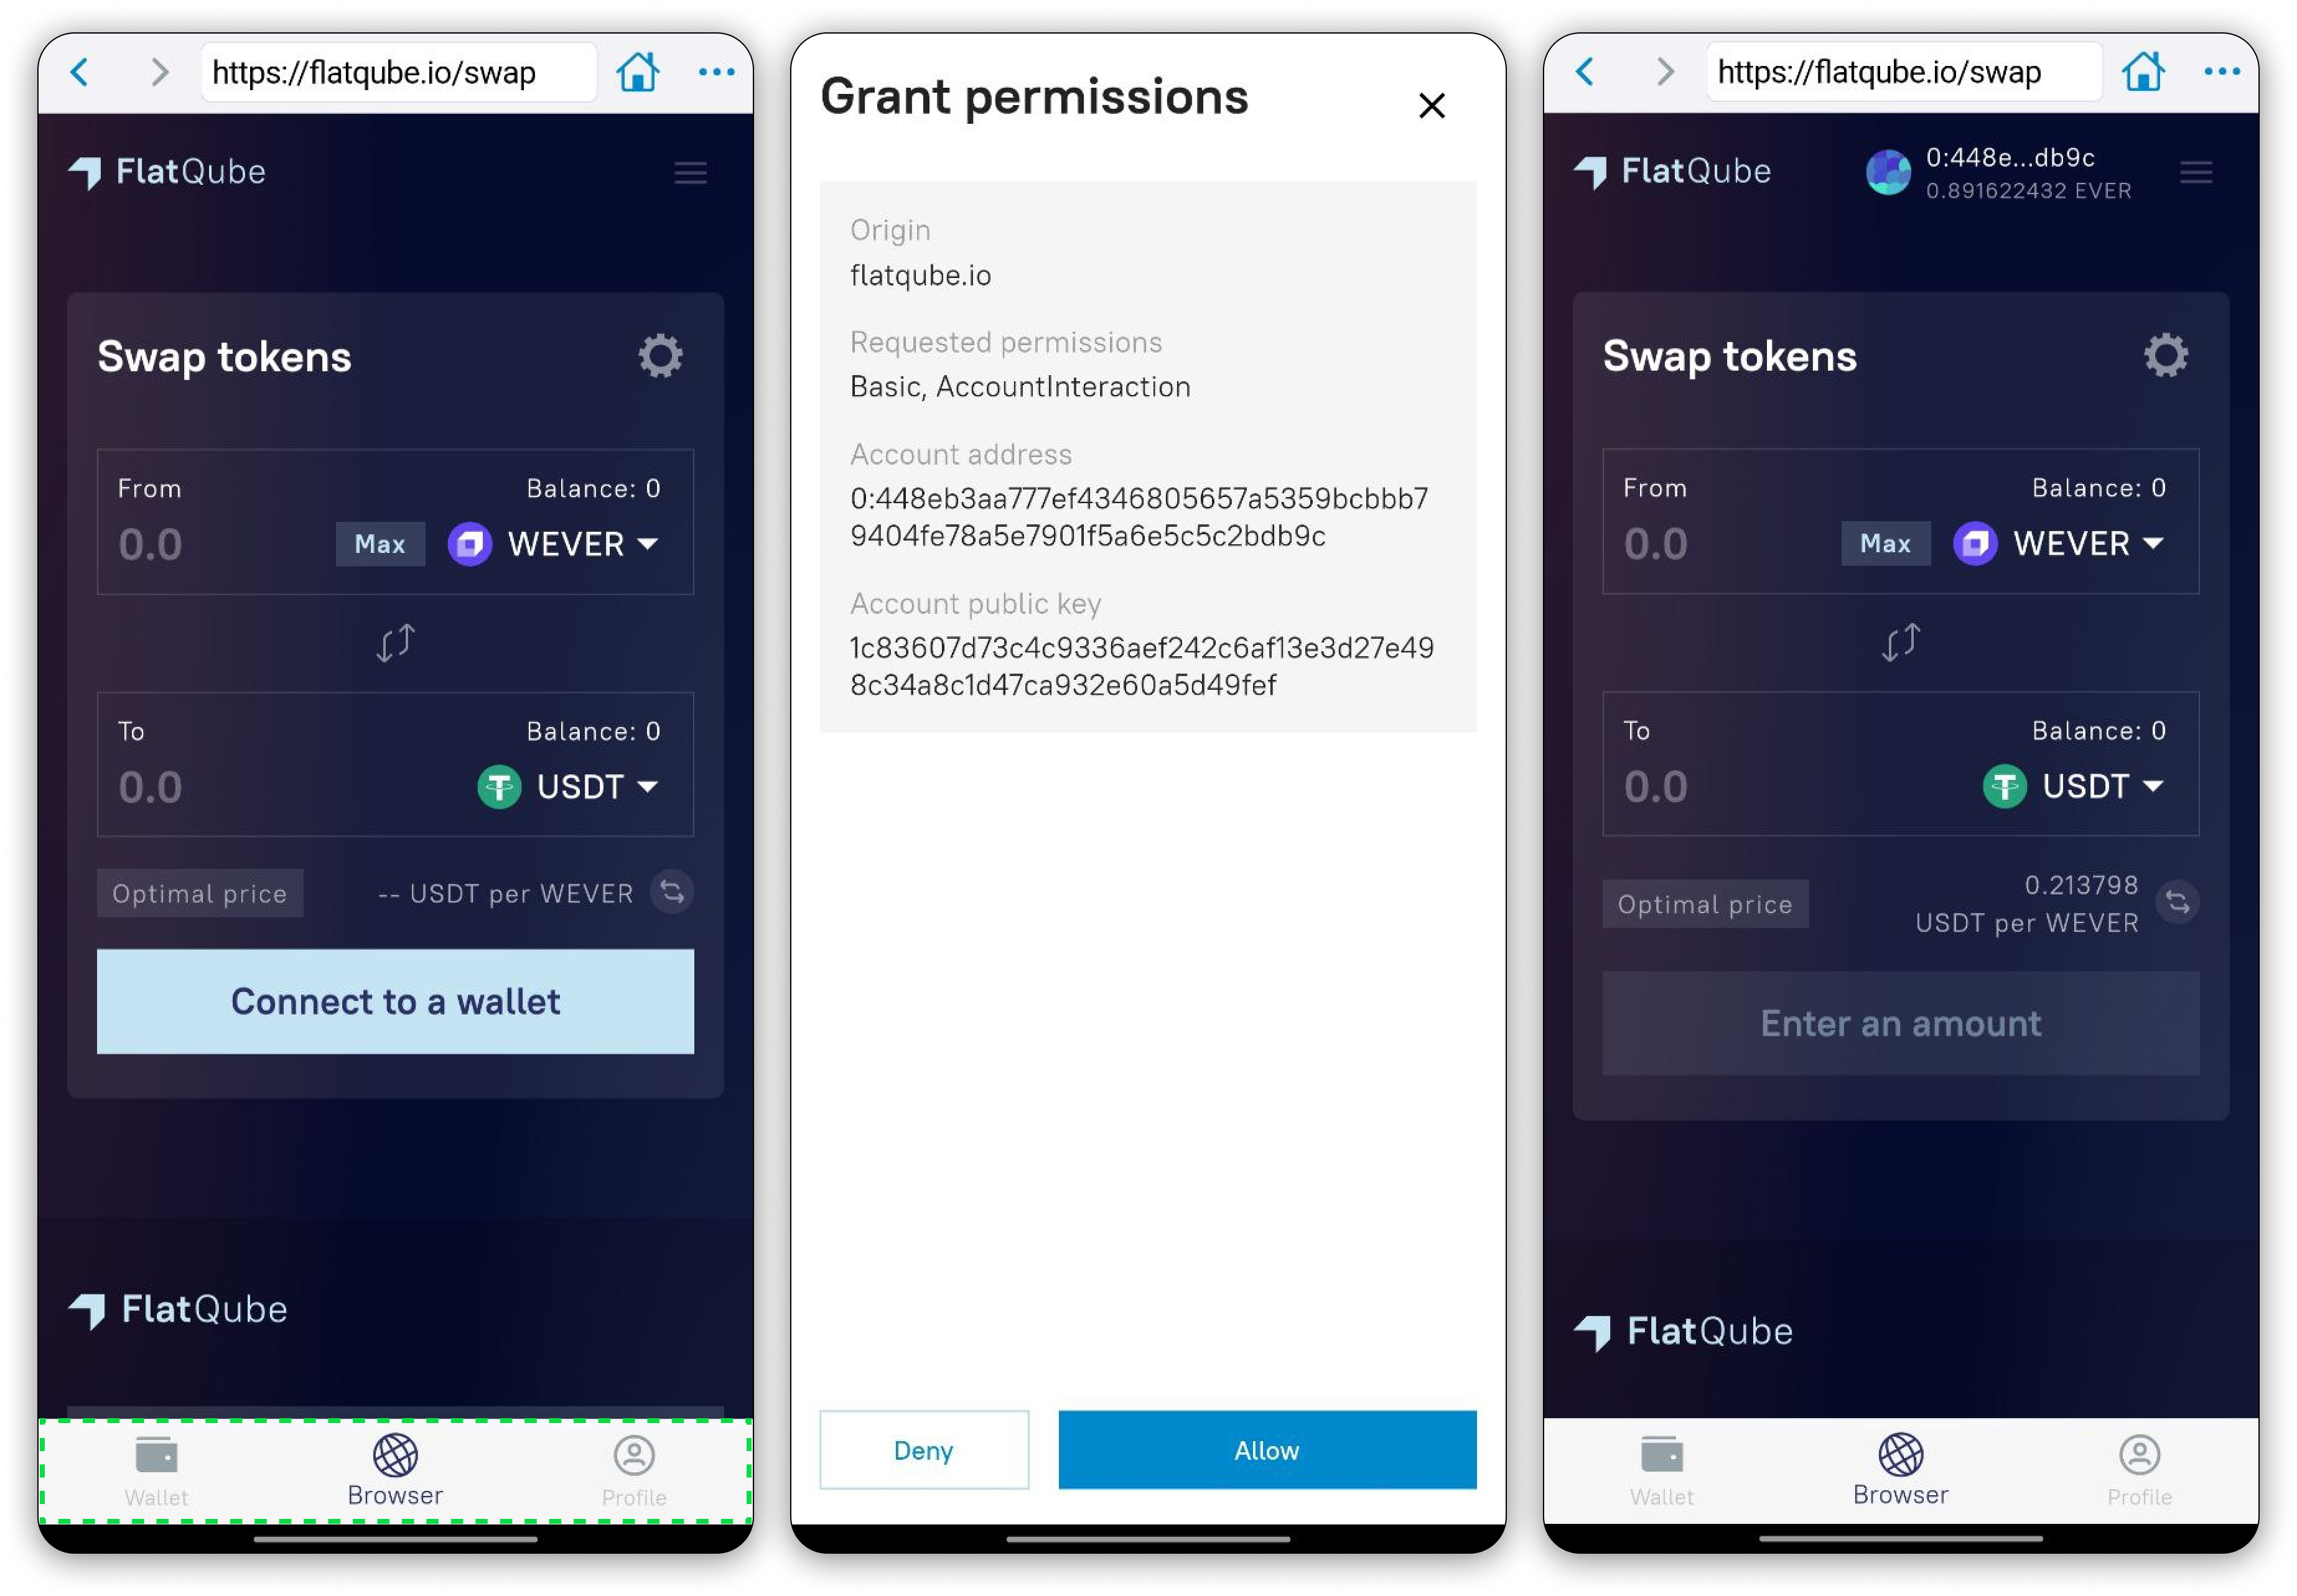 https://flatqube.io/swap
FlatQube
Swap tokens
From
Balance: 0
0.0
Max
WEVER
To
Balance: 0
0.0
USDT
Optimal price
-- USDT per WEVER
Connect to a wallet
FlatQube
Wallet
Browser
Profile
Grant permissions
Origin
flatqube.io
Requested permissions
Basic, AccountInteraction
Account address
0:448eb3aa777ef4346805657a5359bcbbb7
9404fe78a5e7901f5a6e5c5c2bdb9c
Account public key
1c83607d73c4c9336aef242c6af13e3d27e49
8c34a8c1d47ca932e60a5d49fef
Deny
Allow
https://flatqube.io/swap
FlatQube
0:448e...db9c
0.891622432 EVER
Swap tokens
From
Balance: 0
0.0
Max
WEVER
To
Balance: 0
0.0
USDT
Optimal price
0.213798
USDT per WEVER
Enter an amount
FlatQube
Wallet
Browser
Profile